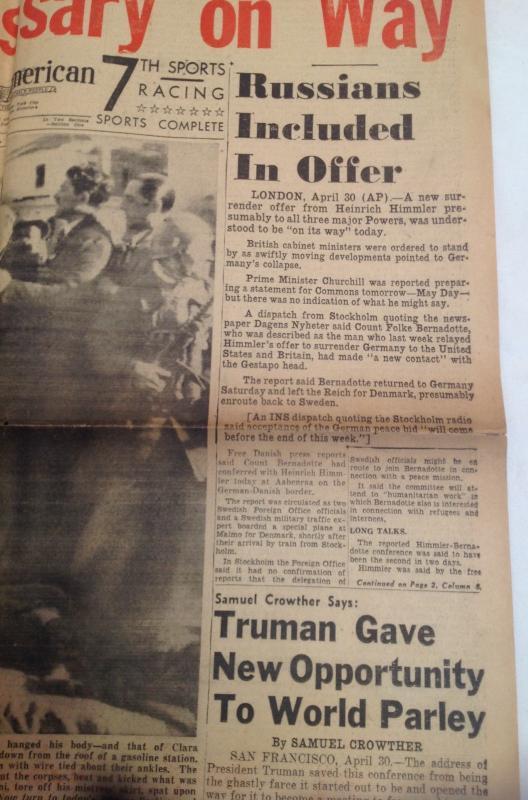 ssary on Way
merican
7TH SPORTS
RACING
☆☆☆☆☆☆☆
SPORTS COMPLETE
In Two Sections
Russians
Included
In Offer
LONDON, April 30 (AP).—A new sur-
render offer from Heinrich Himmler pre-
sumably to all three major Powers, was under-
stood to be "on its way" today.
British cabinet ministers were ordered to stand
by as swiftly moving developments pointed to Ger-
many's collapse.
Prime Minister Churchill was reported prepar-
ing a statement for Commons tomorrow—May Day—
but there was no indication of what he might say.
A dispatch from Stockholm quoting the news-
paper Dagens Nyheter said Count Folke Bernadotte,
who was described as the man who last week relayed
Himmler's offer to surrender Germany to the United
States and Britain, had made "a new contact" with
the Gestapo head.
The report said Bernadotte returned to Germany
Saturday and left the Reich for Denmark, presumably
enroute back to Sweden.
[An INS dispatch quoting the Stockholm radio
said acceptance of the German peace bid "will come
before the end of this week."]
Free Danish press reports
said Count Bernadotte had
conferred with Heinrich Himm-
ler today at Aabenraa on the
German-Danish border.
The report was circulated as two
Swedish Foreign Office officials
and a Swedish military traffic ex-
pert boarded a special plane at
Malmo for Denmark, shortly after
their arrival by train from Stock-
holm.
In Stockholm the Foreign Office
said it had no confirmation of
reports that the delegation of
Swedish officials might be en
route to join Bernadotte in con-
nection with a peace mission.
It said the committee will at-
tend to "humanitarian work" in
which Bernadotte also is interested
in connection with refugees and
internees.
LONG TALKS.
The reported Himmler-Berna-
dotte conference was said to have
been the second in two days.
Himmler was said by the free
Continued on Page 2, Column 8.
Samuel Crowther Says:
Truman Gave
New Opportunity
To World Parley
By SAMUEL CROWTHER
SAN FRANCISCO, April 30.—The address of
President Truman saved this conference from being
the ghastly farce it started out to be and opened the
way for it to become a
hanged his body—and that of Clara
down from the roof of a gasoline station,
with wire tied about their ankles. The
ut the corpses, beat and kicked what was
ni, tore off his mistress' skirt, spat upon
Now turn to today's